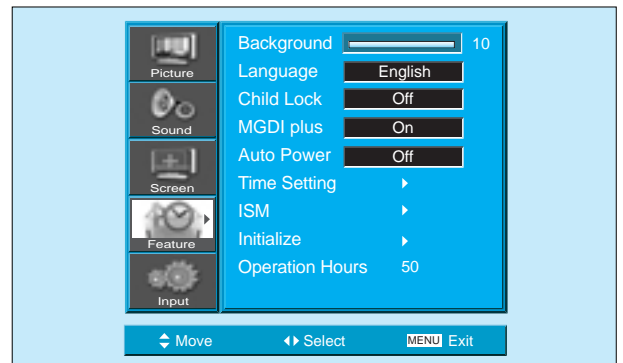 Picture
Sound
Screen
Feature
Input
Background 10
Language English
Child Lock Off
MGDI plus On
Auto Power Off
Time Setting
ISM
Initialize
Operation Hours 50
Move Select MENU Exit